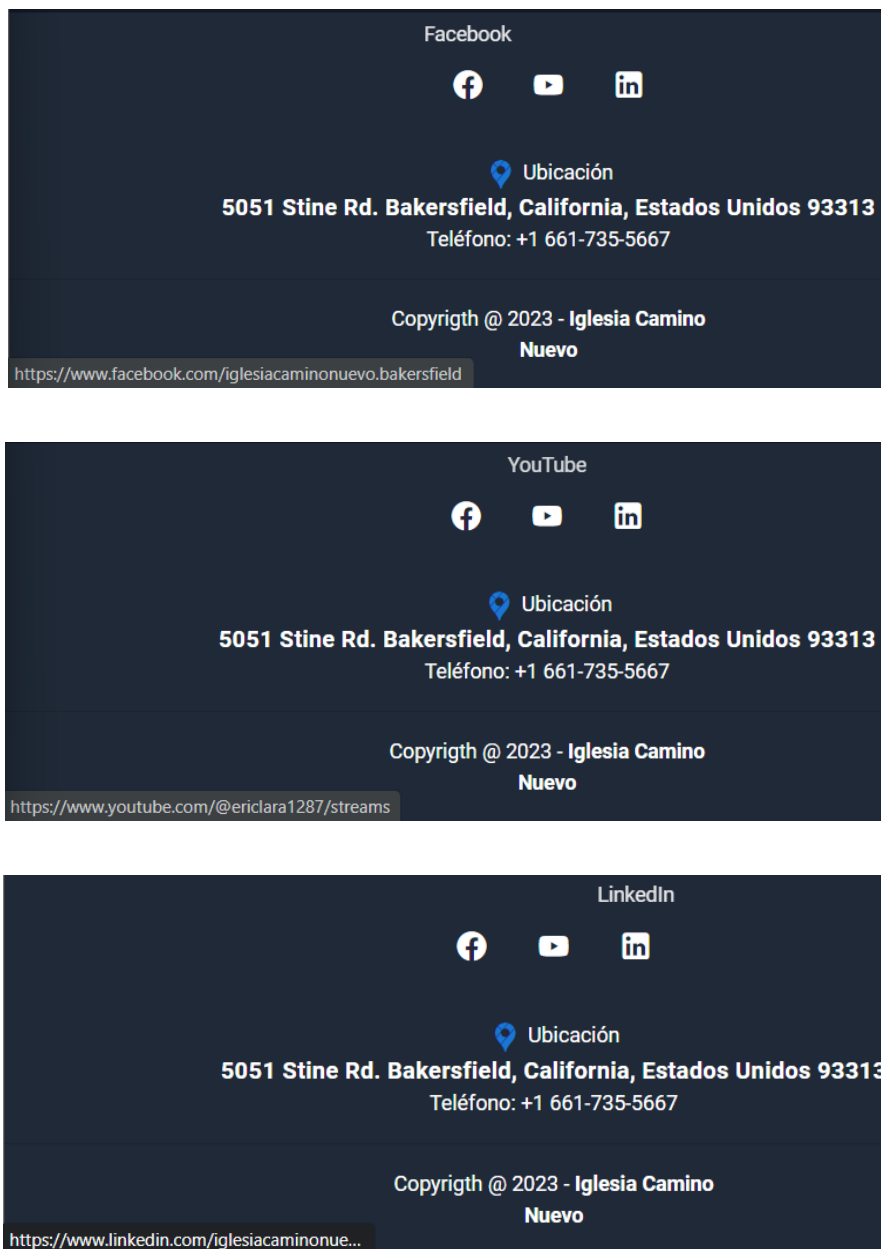 Facebook
Ubicación
5051 Stine Rd. Bakersfield, California, Estados Unidos 93313
Teléfono: +1 661-735-5667
Copyrigth @ 2023 - Iglesia Camino
Nuevo
https://www.facebook.com/iglesiacaminonuevo.bakersfield
YouTube
Ubicación
5051 Stine Rd. Bakersfield, California, Estados Unidos 93313
Teléfono: +1 661-735-5667
Copyrigth @ 2023 - Iglesia Camino
Nuevo
https://www.youtube.com/@ericlara1287/streams
LinkedIn
Ubicación
5051 Stine Rd. Bakersfield, California, Estados Unidos 93313
Teléfono: +1 661-735-5667
Copyrigth @ 2023 - Iglesia Camino
Nuevo
https://www.linkedin.com/iglesiacaminonue...